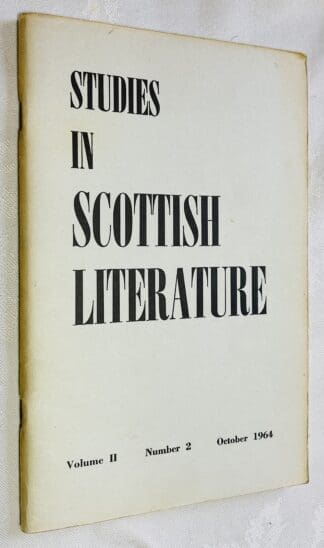 STUDIES
IN
SCOTTISH
LITERATURE
Volume II Number 2 October 1964